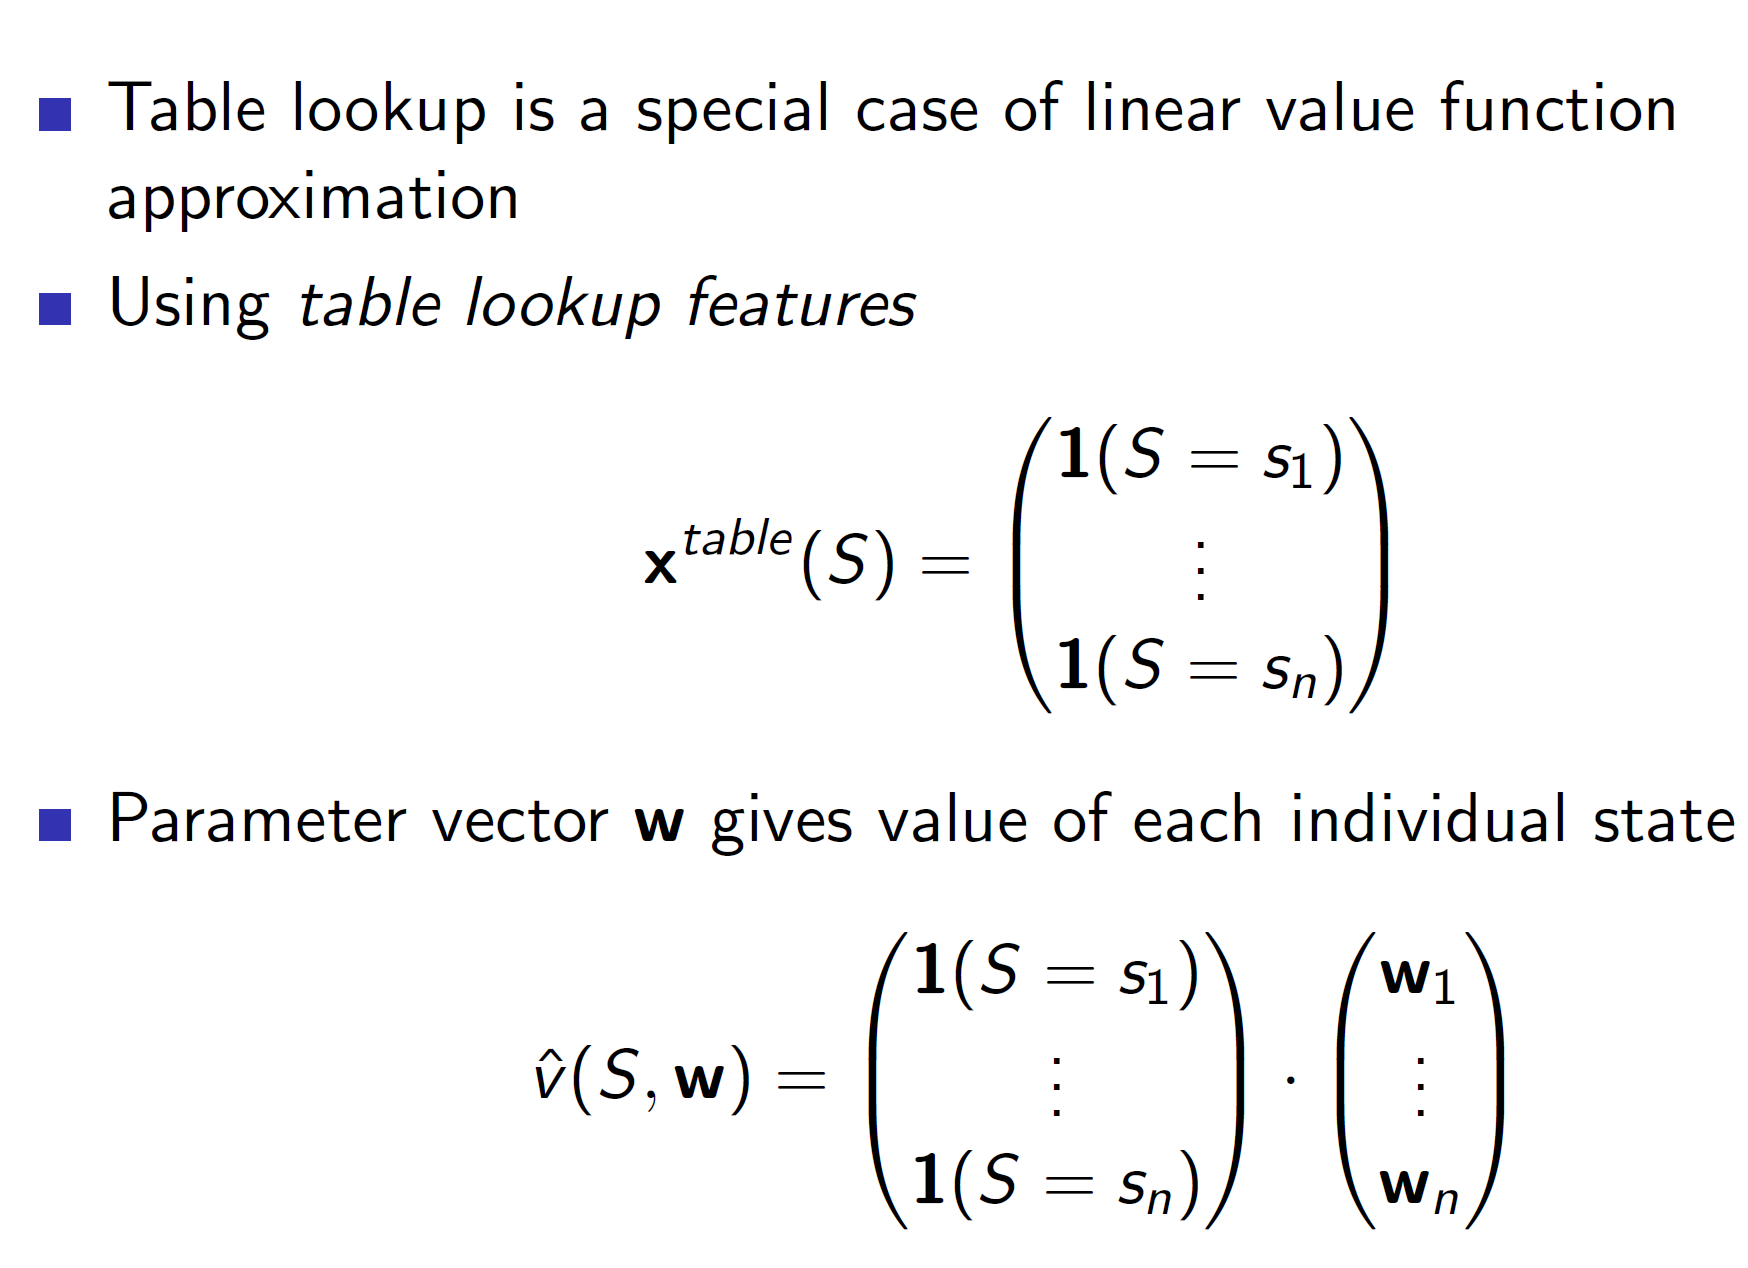 Table lookup is a special case of linear value function
approximation
Using table lookup features
x^{table}(S) = \begin{pmatrix} \mathbf{1}(S = s_1) \\ \vdots \\ \mathbf{1}(S = s_n) \end{pmatrix}
Parameter vector w gives value of each individual state
\hat{v}(S, \mathbf{w}) = \begin{pmatrix} \mathbf{1}(S = s_1) \\ \vdots \\ \mathbf{1}(S = s_n) \end{pmatrix} \cdot \begin{pmatrix} \mathbf{w}_1 \\ \vdots \\ \mathbf{w}_n \end{pmatrix}